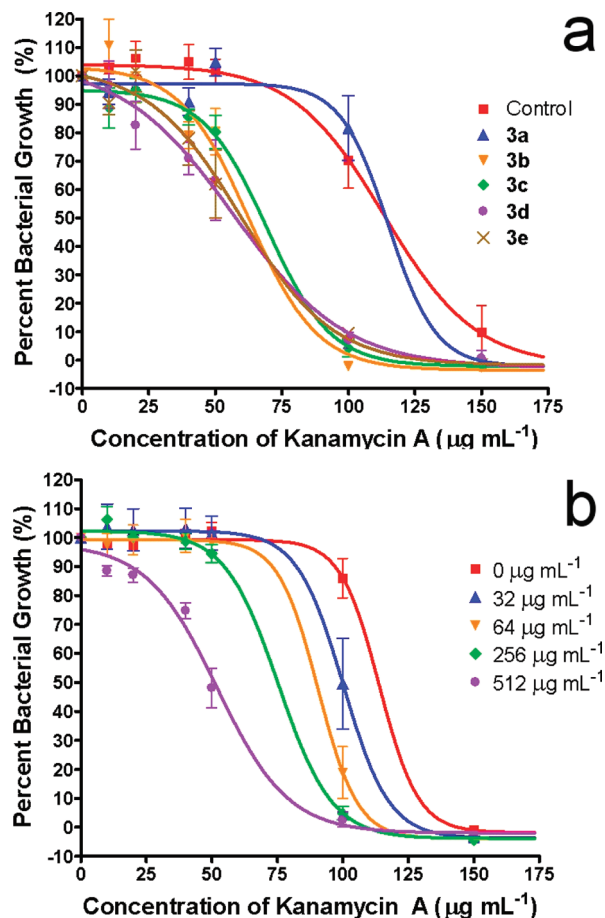 a
Percent Bacterial Growth (%)
120
110
100
90
80
70
60
50
40
30
20
10
0
-10
Control
3a
3b
3c
3d
3e
0 25 50 75 100 125 150 175
Concentration of Kanamycin A (μg mL⁻¹)
b
Percent Bacterial Growth (%)
120
110
100
90
80
70
60
50
40
30
20
10
0
-10
0 μg mL⁻¹
32 μg mL⁻¹
64 μg mL⁻¹
256 μg mL⁻¹
512 μg mL⁻¹
0 25 50 75 100 125 150 175
Concentration of Kanamycin A (μg mL⁻¹)